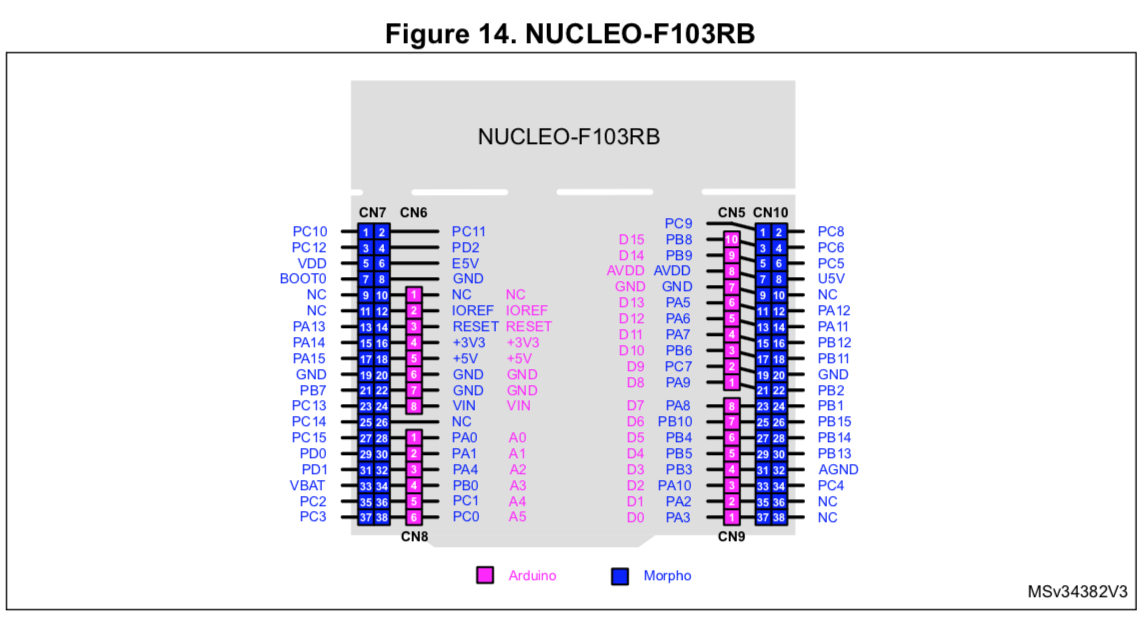 Figure 14. NUCLEO-F103RB
NUCLEO-F103RB
CN7 CN6 CN5 CN10
PC9
PC10 1 2 PC11 1 2 PC8
D15 PB8 10
PC12 3 4 PD2 3 4 PC6
D14 PB9 9
VDD 5 6 E5V 5 6 PC5
AVDD AVDD 8
BOOT0 7 8 GND 7 8 U5V
GND GND 7
NC 9 10 1 NC NC 9 10 NC
D13 PA5 6
NC 11 12 2 IOREF IOREF 11 12 PA12
D12 PA6 5
PA13 13 14 3 RESET RESET 13 14 PA11
D11 PA7 4
PA14 15 16 4 +3V3 +3V3 15 16 PB12
D10 PB6 3
PA15 17 18 5 +5V +5V 17 18 PB11
D9 PC7 2
GND 19 20 6 GND GND 19 20 GND
D8 PA9 1
PB7 21 22 7 GND GND 21 22 PB2
PC13 23 24 8 VIN VIN D7 PA8 8 23 24 PB1
PC14 25 26 NC D6 PB10 7 25 26 PB15
PC15 27 28 1 PA0 A0 D5 PB4 6 27 28 PB14
PD0 29 30 2 PA1 A1 D4 PB5 5 29 30 PB13
PD1 31 32 3 PA4 A2 D3 PB3 4 31 32 AGND
VBAT 33 34 4 PB0 A3 D2 PA10 3 33 34 PC4
PC2 35 36 5 PC1 A4 D1 PA2 2 35 36 NC
PC3 37 38 6 PC0 A5 D0 PA3 1 37 38 NC
CN8 CN9
Arduino Morpho
MSv34382V3